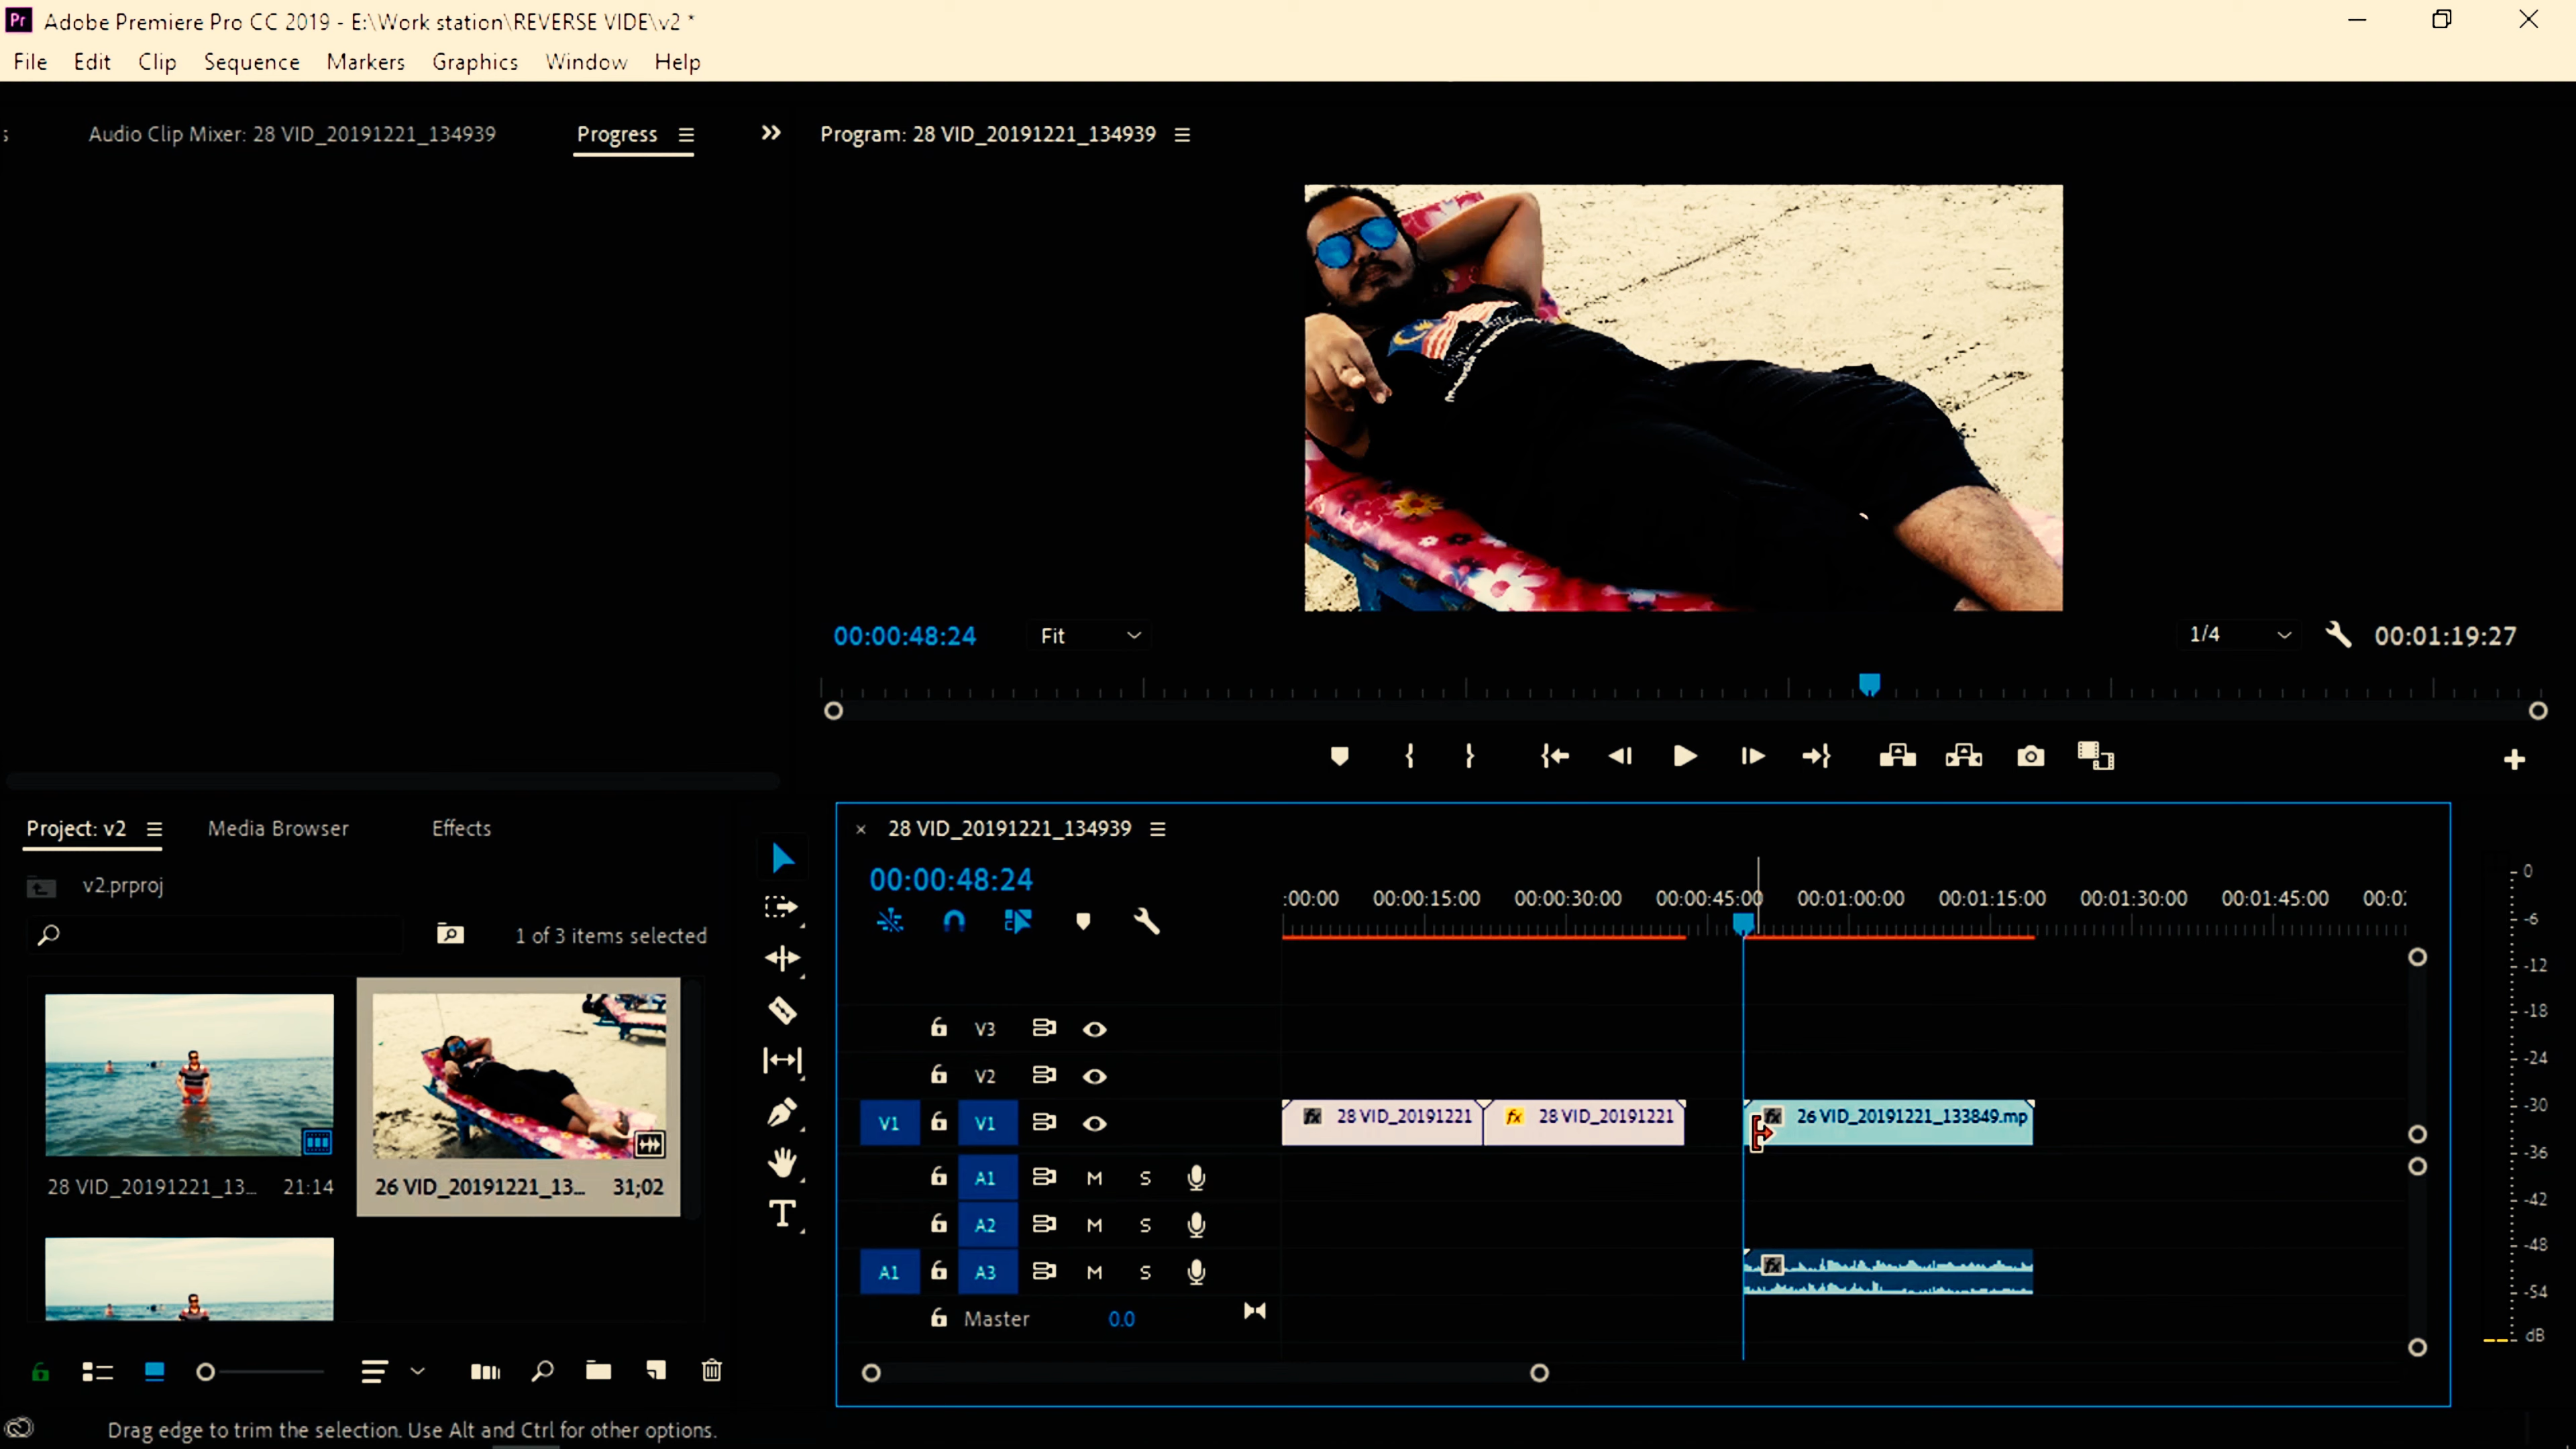 Pr Adobe Premiere Pro CC 2019 - E:\Work station\REVERSE VIDE\v2 *
File Edit Clip Sequence Markers Graphics Window Help
s Audio Clip Mixer: 28 VID_20191221_134939 Progress
Program: 28 VID_20191221_134939
00:00:48:24 Fit 1/4 00:01:19:27
Project: v2 Media Browser Effects
v2.prproj
1 of 3 items selected
28 VID_20191221_13... 21:14
26 VID_20191221_13... 31;02
28 VID_20191221_134939
00:00:48:24
:00:00 00:00:15:00 00:00:30:00 00:00:45:00 00:01:00:00 00:01:15:00 00:01:30:00 00:01:45:00 00:0
V3
V2
V1 V1 fx 28 VID_20191221 fx 28 VID_20191221 fx 26 VID_20191221_133849.mp
A1 M S
A2 M S
A1 A3 M S fx
Master 0.0
T
0
-6
-12
-18
-24
-30
-36
-42
-48
-54
dB
Drag edge to trim the selection. Use Alt and Ctrl for other options.